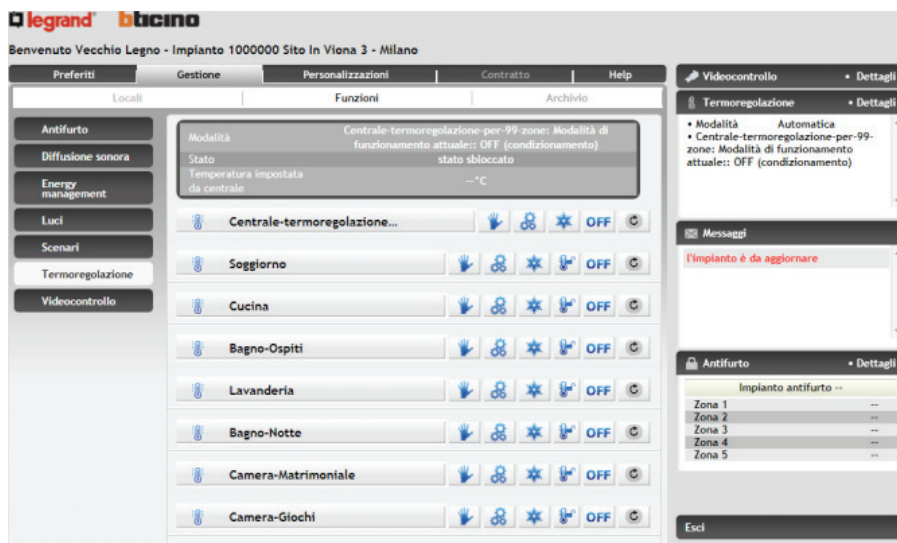 legrand bticino
Benvenuto Vecchio Legno - Impianto 1000000 Sito In Viona 3 - Milano
Preferiti Gestione Personalizzazioni Contratto Help
Locali Funzioni Archivio
Antifurto
Diffusione sonora
Energy
management
Luci
Scenari
Termoregolazione
Videocontrollo
Modalità Centrale-termoregolazione-per-99-zone: Modalità di
funzionamento attuale:: OFF (condizionamento)
Stato stato sbloccato
Temperatura impostata
da centrale --°C
Centrale-termoregolazione... OFF
Soggiorno OFF
Cucina OFF
Bagno-Ospiti OFF
Lavanderia OFF
Bagno-Notte OFF
Camera-Matrimoniale OFF
Camera-Giochi OFF
Videocontrollo • Dettagli
Termoregolazione • Dettagli
• Modalità Automatica
• Centrale-termoregolazione-per-99-
zone: Modalità di funzionamento
attuale:: OFF (condizionamento)
Messaggi
l'impianto è da aggiornare
Antifurto • Dettagli
Impianto antifurto --
Zona 1 --
Zona 2 --
Zona 3 --
Zona 4 --
Zona 5 --
Esci